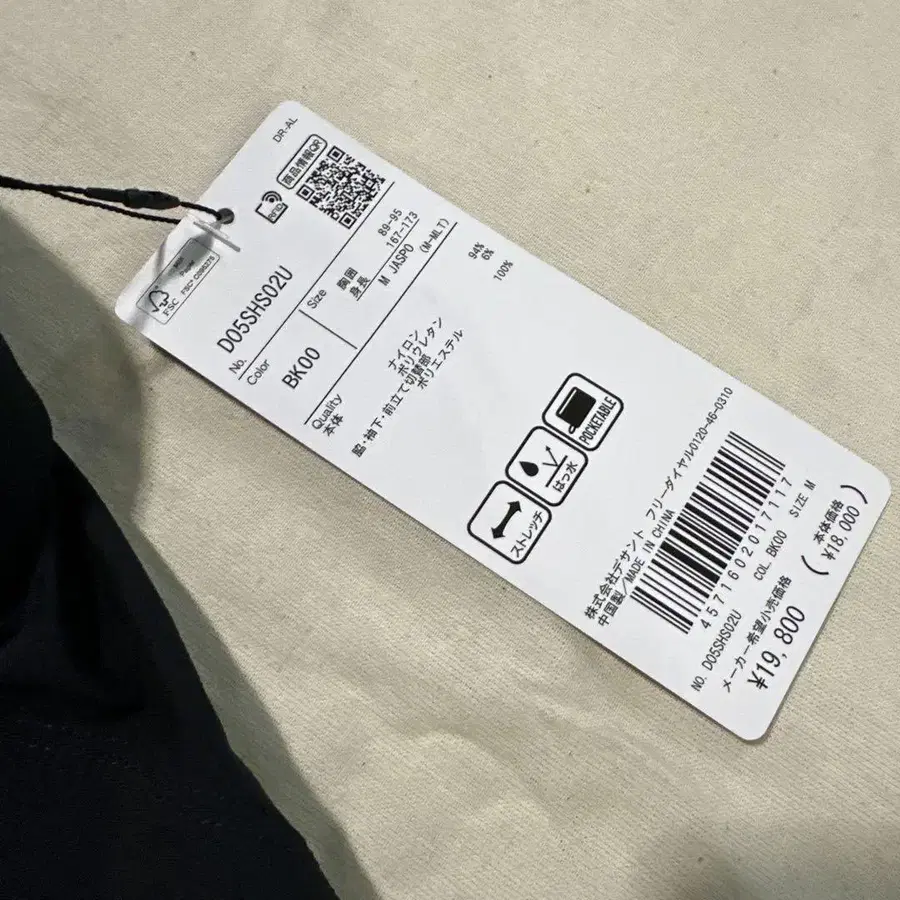 DR-AL
商品情報QR
RFID
MIX
Paper
FSC
FSC® C095375
No. D05SHS02U
Color
BK00
Size
胸囲 89-95
身長 167-173
M JASPO (M-MLT)
Quality
本体
ナイロン 94%
ポリウレタン 6%
脇・袖下・前立て切替部
ポリエステル 100%
ストレッチ
はっ水
POCKETABLE
株式会社デサント フリーダイヤル0120-46-0310
中国製/MADE IN CHINA
4571602017117
NO. D05SHS02U COL. BK00 SIZE M
メーカー希望小売価格 (本体価格
¥19,800 ¥18,000)